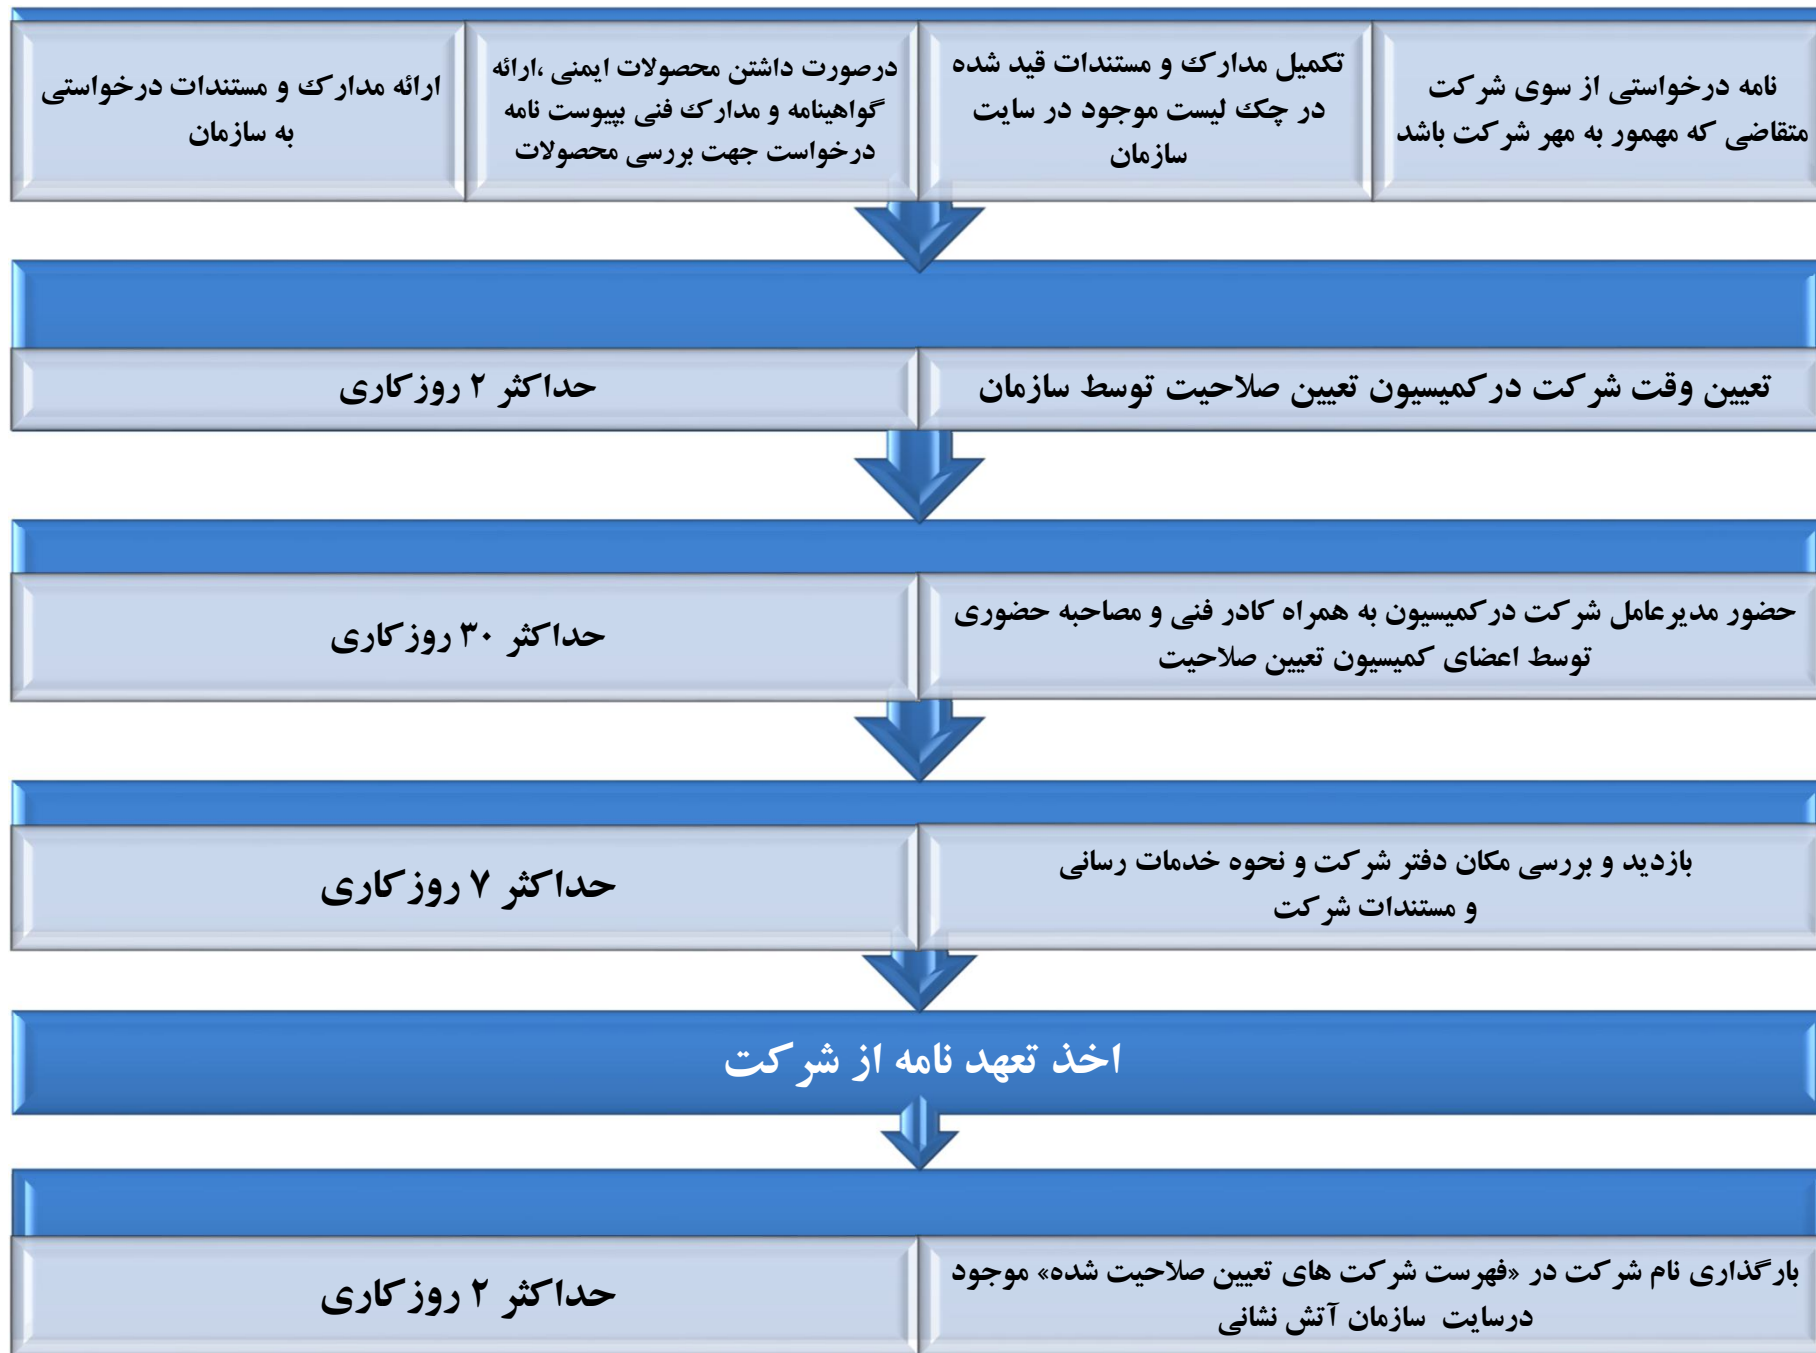 نامه درخواستی از سوی شرکت
متقاضی که مهمور به مهر شرکت باشد
تکمیل مدارک و مستندات قید شده
در چک لیست موجود در سایت
سازمان
درصورت داشتن محصولات ایمنی ،ارائه
گواهینامه و مدارک فنی بپیوست نامه
درخواست جهت بررسی محصولات
ارائه مدارک و مستندات درخواستی
به سازمان
تعیین وقت شرکت درکمیسیون تعیین صلاحیت توسط سازمان
حداکثر ۲ روزکاری
حضور مدیرعامل شرکت درکمیسیون به همراه کادر فنی و مصاحبه حضوری
توسط اعضای کمیسیون تعیین صلاحیت
حداکثر ۳۰ روزکاری
بازدید و بررسی مکان دفتر شرکت و نحوه خدمات رسانی
و مستندات شرکت
حداکثر ۷ روزکاری
اخذ تعهد نامه از شرکت
بارگذاری نام شرکت در «فهرست شرکت های تعیین صلاحیت شده» موجود
درسایت سازمان آتش نشانی
حداکثر ۲ روزکاری